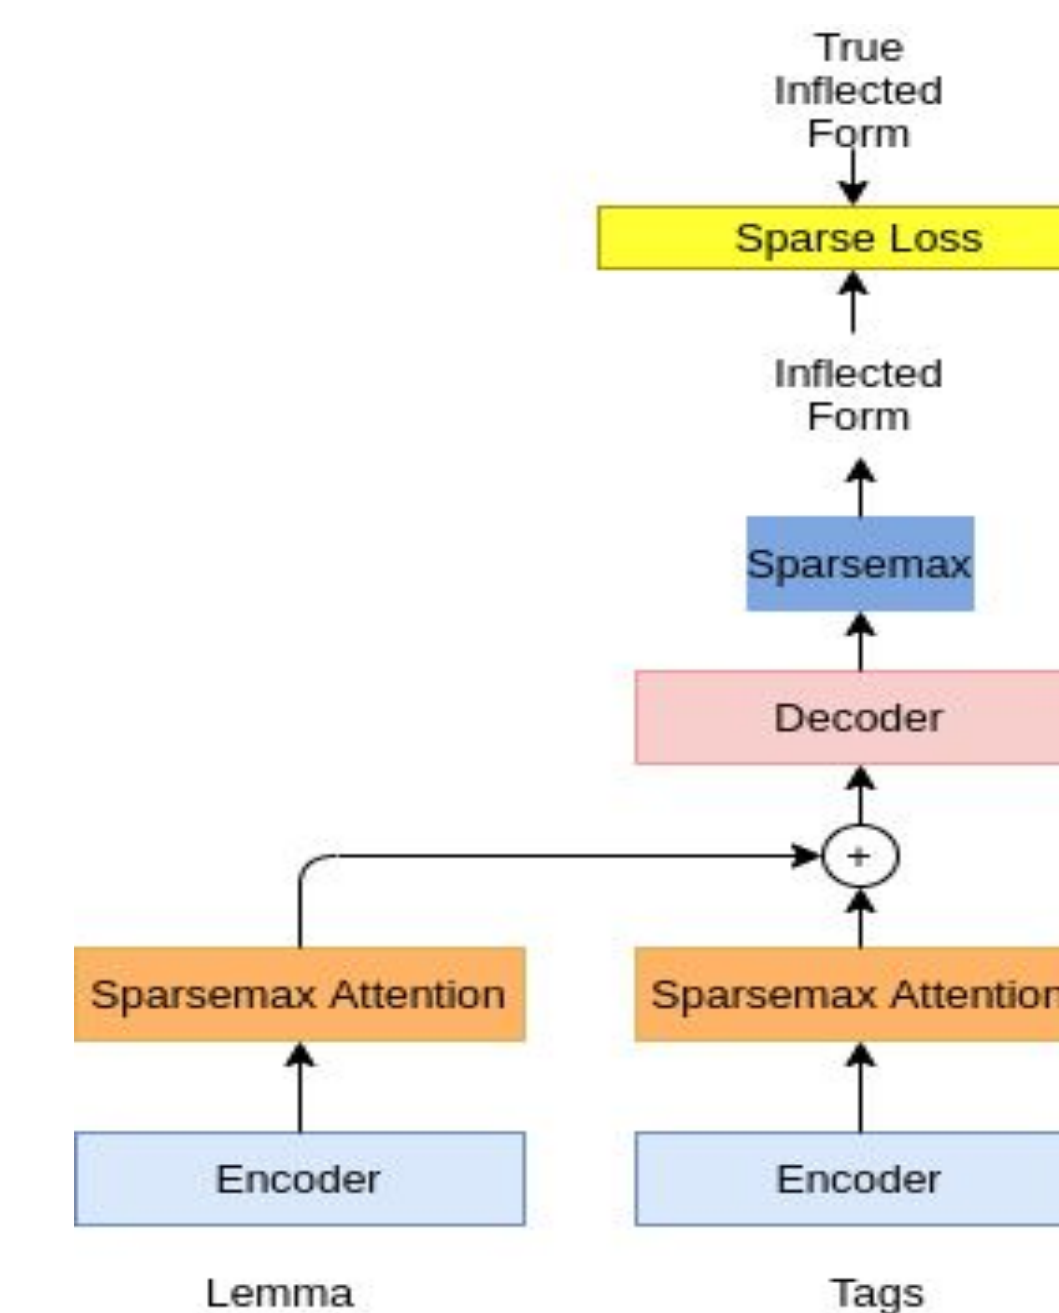 True
Inflected
Form
Sparse Loss
Inflected
Form
Sparsemax
Decoder
+
Sparsemax Attention
Sparsemax Attention
Encoder
Encoder
Lemma
Tags